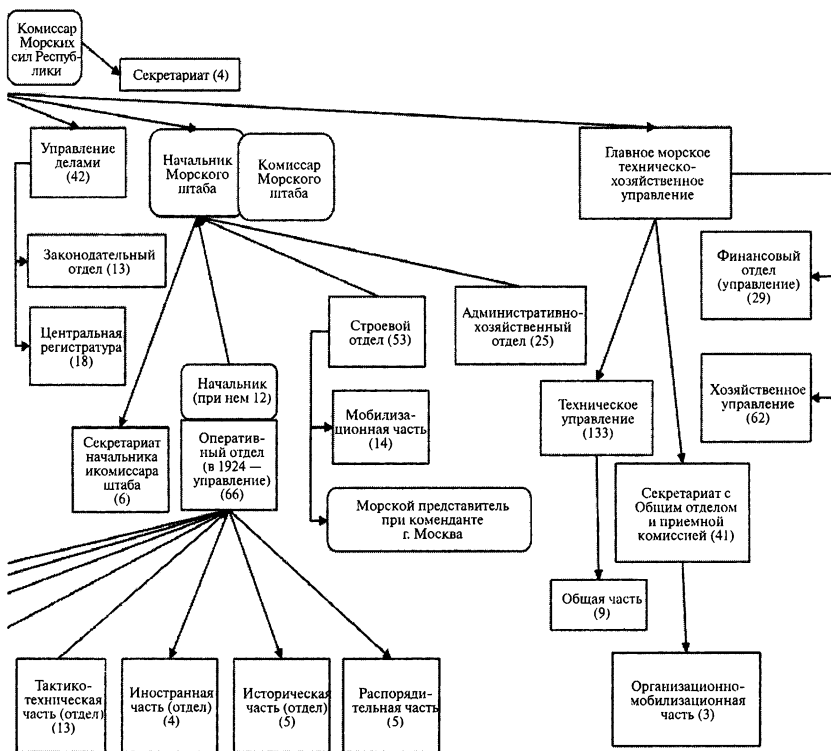 Комиссар
Морских
сил Респуб-
лики
Секретариат (4)
Управление
делами
(42)
Начальник
Морского
штаба
Комиссар
Морского
штаба
Главное морское
техническо-
хозяйственное
управление
Законодательный
отдел (13)
Центральная
регистратура
(18)
Строевой
отдел (53)
Административно-
хозяйственный
отдел (25)
Финансовый
отдел
(управление)
(29)
Начальник
(при нем 12)
Мобилиза-
ционная часть
(14)
Техническое
управление
(133)
Хозяйственное
управление
(62)
Секретариат
начальника
икомиссара
штаба
(6)
Оператив-
ный отдел
(в 1924 —
управление)
(66)
Морской представитель
при коменданте
г. Москва
Секретариат с
Общим отделом
и приемной
комиссией (41)
Общая часть
(9)
Тактико-
техническая
часть (отдел)
(13)
Иностранная
часть (отдел)
(4)
Историческая
часть (отдел)
(5)
Распоряди-
тельная часть
(5)
Организационно-
мобилизационная
часть (3)